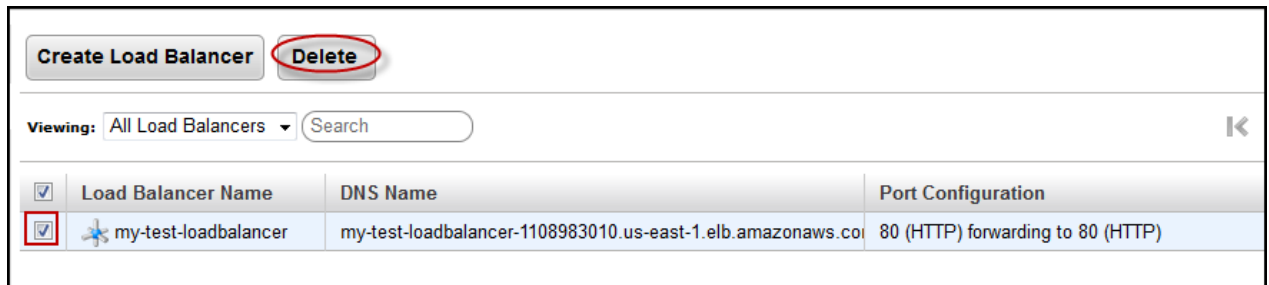 Create Load Balancer Delete
Viewing: All Load Balancers Search
Load Balancer Name DNS Name Port Configuration
my-test-loadbalancer my-test-loadbalancer-1108983010.us-east-1.elb.amazonaws.co 80 (HTTP) forwarding to 80 (HTTP)